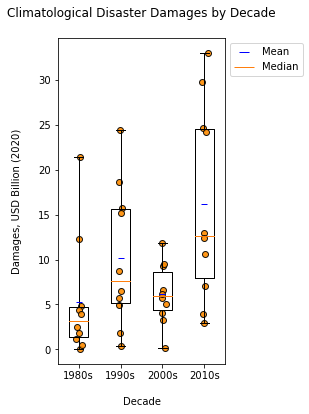 Climatological Disaster Damages by Decade
Mean
Median
Damages, USD Billion (2020)
30
25
20
15
10
5
0
1980s 1990s 2000s 2010s
Decade